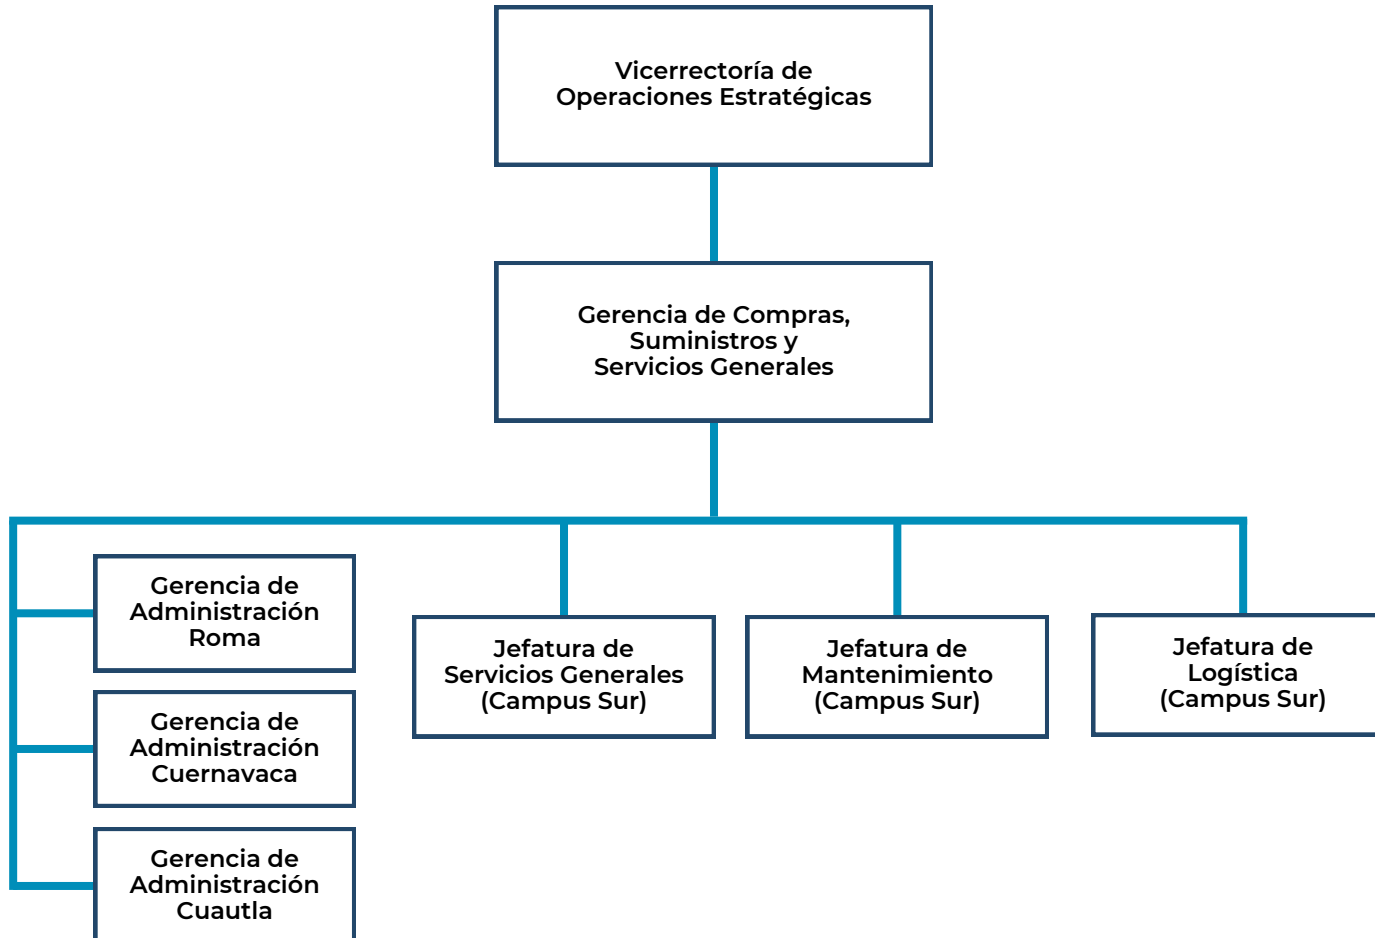 Vicerrectoría de
Operaciones Estratégicas
Gerencia de Compras,
Suministros y
Servicios Generales
Gerencia de
Administración
Roma
Gerencia de
Administración
Cuernavaca
Gerencia de
Administración
Cuautla
Jefatura de
Servicios Generales
(Campus Sur)
Jefatura de
Mantenimiento
(Campus Sur)
Jefatura de
Logística
(Campus Sur)